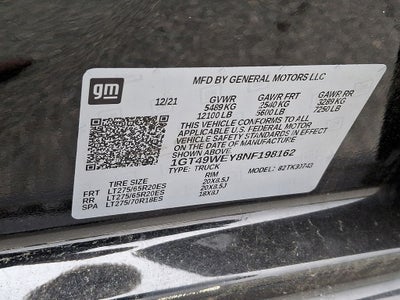 gm
MFD BY GENERAL MOTORS LLC
12/21 GVWR GAWR FRT GAWR RR
5489 KG 2540 KG 3289 KG
12100 LB 5600 LB 7250 LB
THIS VEHICLE CONFORMS TO ALL
APPLICABLE U.S. FEDERAL MOTOR
VEHICLE SAFETY STANDARDS IN
EFFECT ON THE DATE OF
MANUFACTURE SHOWN ABOVE.
1GT49WEY8NF198162
TYPE: TRUCK MODEL:
TIRE SIZE RIM
FRT LT275/65R20ES 20X8.5J
RR LT275/65R20ES 20X8.5J
SPA LT275/70R18ES 18X8J